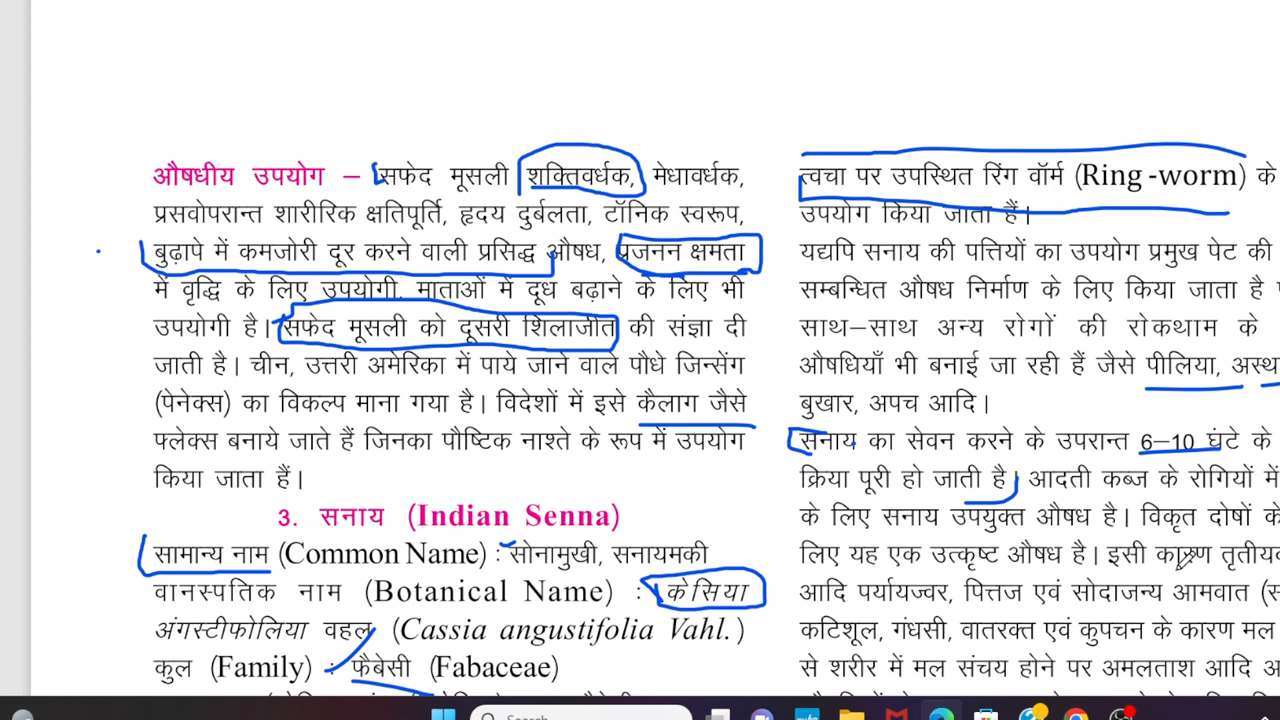 औषधीय उपयोग – सफेद मूसली शक्तिवर्धक, मेधावर्धक,
प्रसवोपरान्त शारीरिक क्षतिपूर्ति, हृदय दुर्बलता, टॉनिक स्वरूप,
बुढ़ापे में कमजोरी दूर करने वाली प्रसिद्ध औषध, प्रजनन क्षमता
में वृद्धि के लिए उपयोगी, माताओं में दूध बढ़ाने के लिए भी
उपयोगी है। सफेद मूसली को दूसरी शिलाजीत की संज्ञा दी
जाती है। चीन, उत्तरी अमेरिका में पाये जाने वाले पौधे जिन्सेंग
(पेनेक्स) का विकल्प माना गया है। विदेशों में इसे कैलाग जैसे
फ्लेक्स बनाये जाते हैं जिनका पौष्टिक नाश्ते के रूप में उपयोग
किया जाता हैं।
3. सनाय (Indian Senna)
सामान्य नाम (Common Name) : सोनामुखी, सनायमकी
वानस्पतिक नाम (Botanical Name) : केसिया
अंगस्टीफोलिया वहल (Cassia angustifolia Vahl.)
कुल (Family) : फैबेसी (Fabaceae)
त्वचा पर उपस्थित रिंग वॉर्म (Ring -worm) के
उपयोग किया जाता हैं।
यद्यपि सनाय की पत्तियों का उपयोग प्रमुख पेट की
सम्बन्धित औषध निर्माण के लिए किया जाता है
साथ–साथ अन्य रोगों की रोकथाम के
औषधियाँ भी बनाई जा रही हैं जैसे पीलिया, अस्थ
बुखार, अपच आदि।
सनाय का सेवन करने के उपरान्त 6–10 घंटे के
क्रिया पूरी हो जाती है। आदती कब्ज के रोगियों में
के लिए सनाय उपयुक्त औषध है। विकृत दोषों के
लिए यह एक उत्कृष्ट औषध है। इसी कारण तृतीय
आदि पर्यायज्वर, पित्तज एवं सोदाजन्य आमवात
कटिशूल, गंधसी, वातरक्त एवं कुपचन के कारण मल
से शरीर में मल संचय होने पर अमलताश आदि
Search